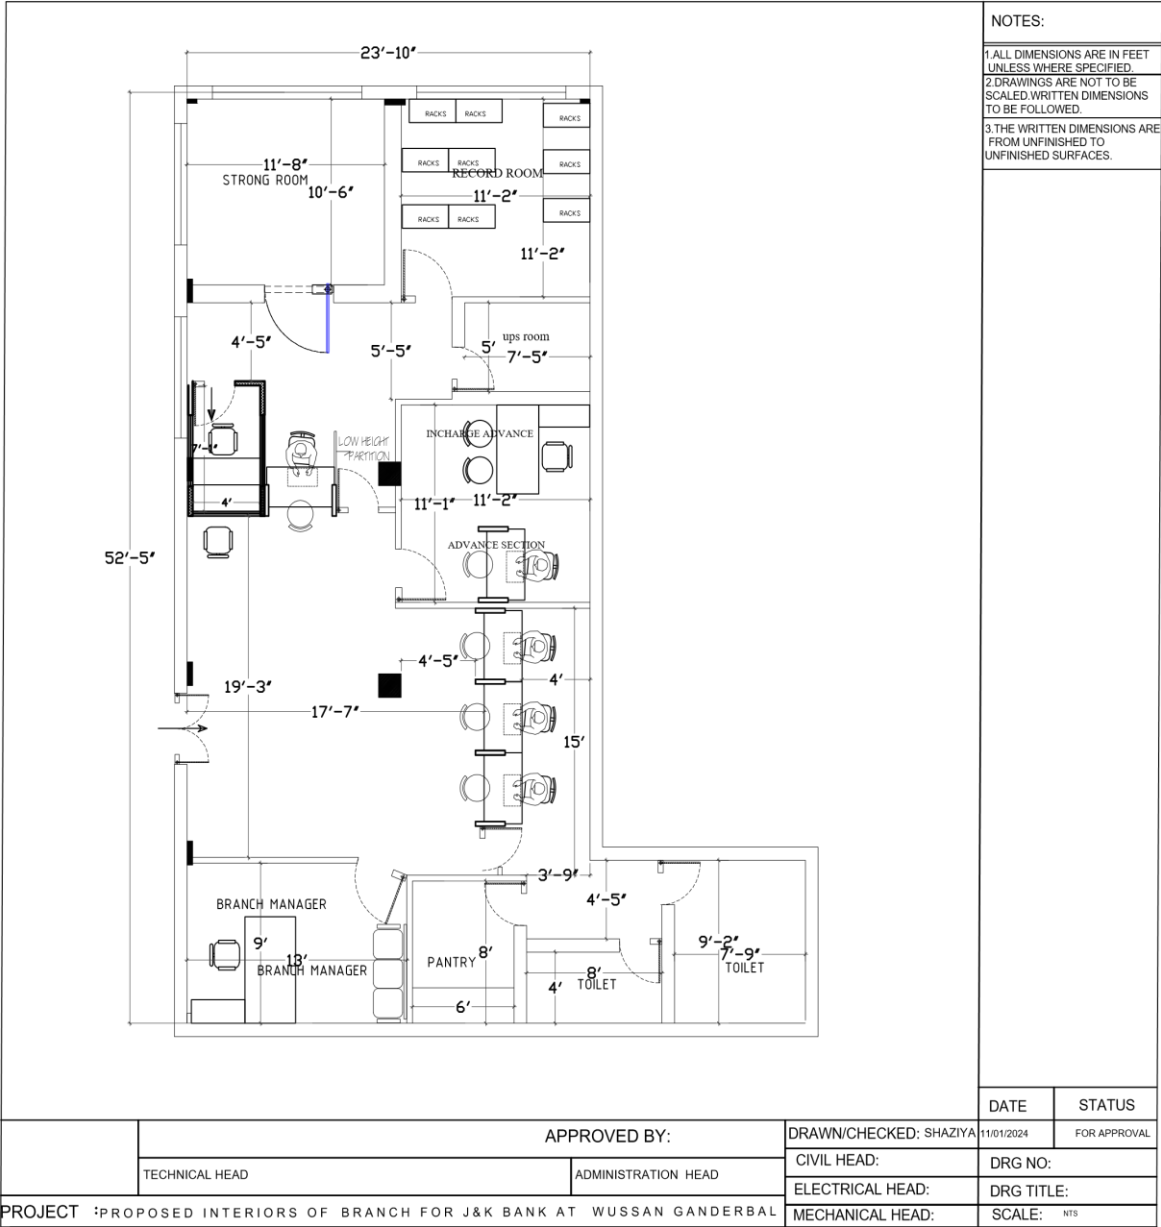 NOTES:
1.ALL DIMENSIONS ARE IN FEET
UNLESS WHERE SPECIFIED.
2.DRAWINGS ARE NOT TO BE
SCALED.WRITTEN DIMENSIONS
TO BE FOLLOWED.
3.THE WRITTEN DIMENSIONS ARE
FROM UNFINISHED TO
UNFINISHED SURFACES.
23'-10"
RACKS RACKS RACKS
11'-8"
STRONG ROOM
10'-6"
RACKS RACKS RACKS
RECORD ROOM
11'-2"
RACKS RACKS RACKS
11'-2"
4'-5"
5'-5"
5'
ups room
7'-5"
INCHARGE ADVANCE
LOW HEIGHT
PARTITION
4'
11'-1"
11'-2"
ADVANCE SECTION
52'-5"
4'-5"
4'
19'-3"
17'-7"
15'
3'-9"
4'-5"
BRANCH MANAGER
9'
13'
BRANCH MANAGER
PANTRY
8'
6'
8'
4'
TOILET
9'-2"
7'-9"
TOILET
DATE STATUS
APPROVED BY:
DRAWN/CHECKED: SHAZIYA 11/01/2024 FOR APPROVAL
TECHNICAL HEAD ADMINISTRATION HEAD
CIVIL HEAD: DRG NO:
ELECTRICAL HEAD: DRG TITLE:
PROJECT :PROPOSED INTERIORS OF BRANCH FOR J&K BANK AT WUSSAN GANDERBAL
MECHANICAL HEAD: SCALE: NTS